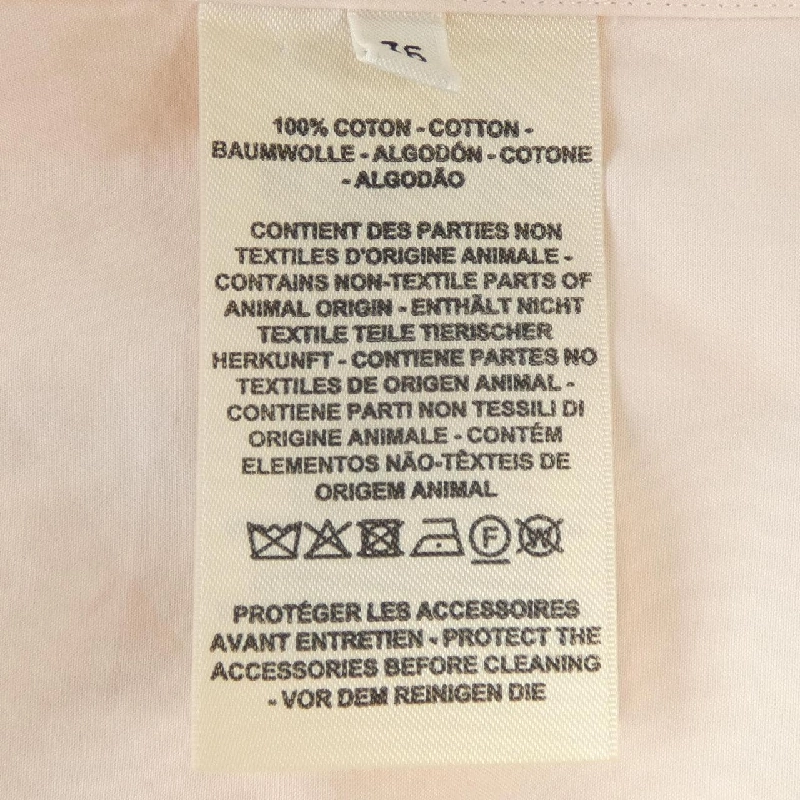 36
100% COTON - COTTON -
BAUMWOLLE - ALGODÓN - COTONE
- ALGODÃO
CONTIENT DES PARTIES NON
TEXTILES D'ORIGINE ANIMALE -
CONTAINS NON-TEXTILE PARTS OF
ANIMAL ORIGIN - ENTHÄLT NICHT
TEXTILE TEILE TIERISCHER
HERKUNFT - CONTIENE PARTES NO
TEXTILES DE ORIGEN ANIMAL -
CONTIENE PARTI NON TESSILI DI
ORIGINE ANIMALE - CONTÉM
ELEMENTOS NÃO-TÊXTEIS DE
ORIGEM ANIMAL
F W
PROTÉGER LES ACCESSOIRES
AVANT ENTRETIEN - PROTECT THE
ACCESSORIES BEFORE CLEANING
- VOR DEM REINIGEN DIE